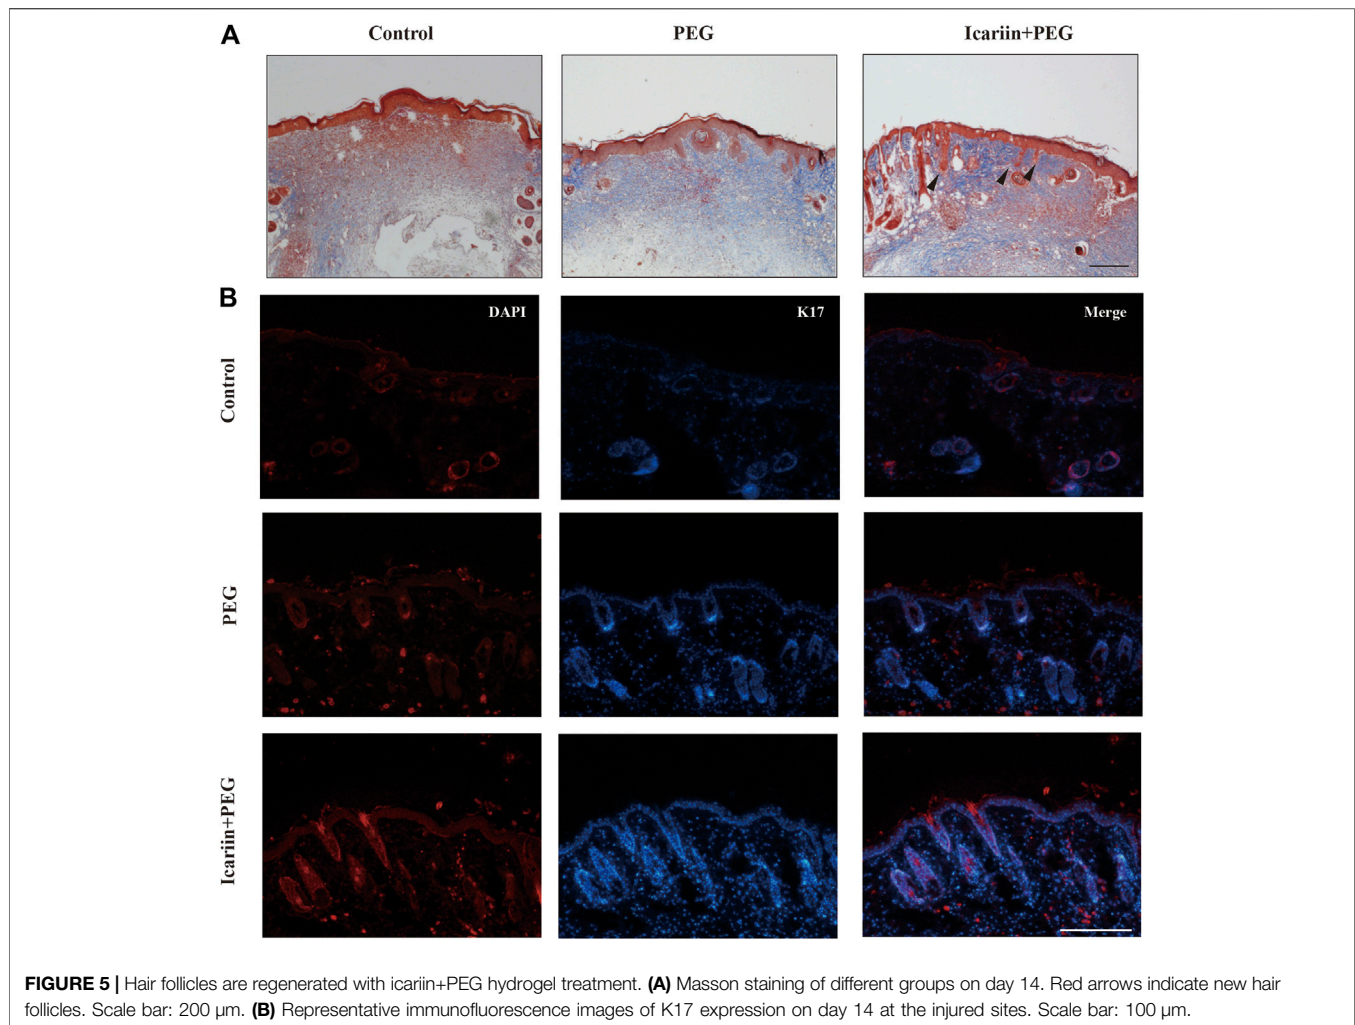 A
Control
PEG
Icariin+PEG
B
Control
DAPI
K17
Merge
PEG
Icariin+PEG
FIGURE 5 | Hair follicles are regenerated with icariin+PEG hydrogel treatment. (A) Masson staining of different groups on day 14. Red arrows indicate new hair
follicles. Scale bar: 200 µm. (B) Representative immunofluorescence images of K17 expression on day 14 at the injured sites. Scale bar: 100 µm.